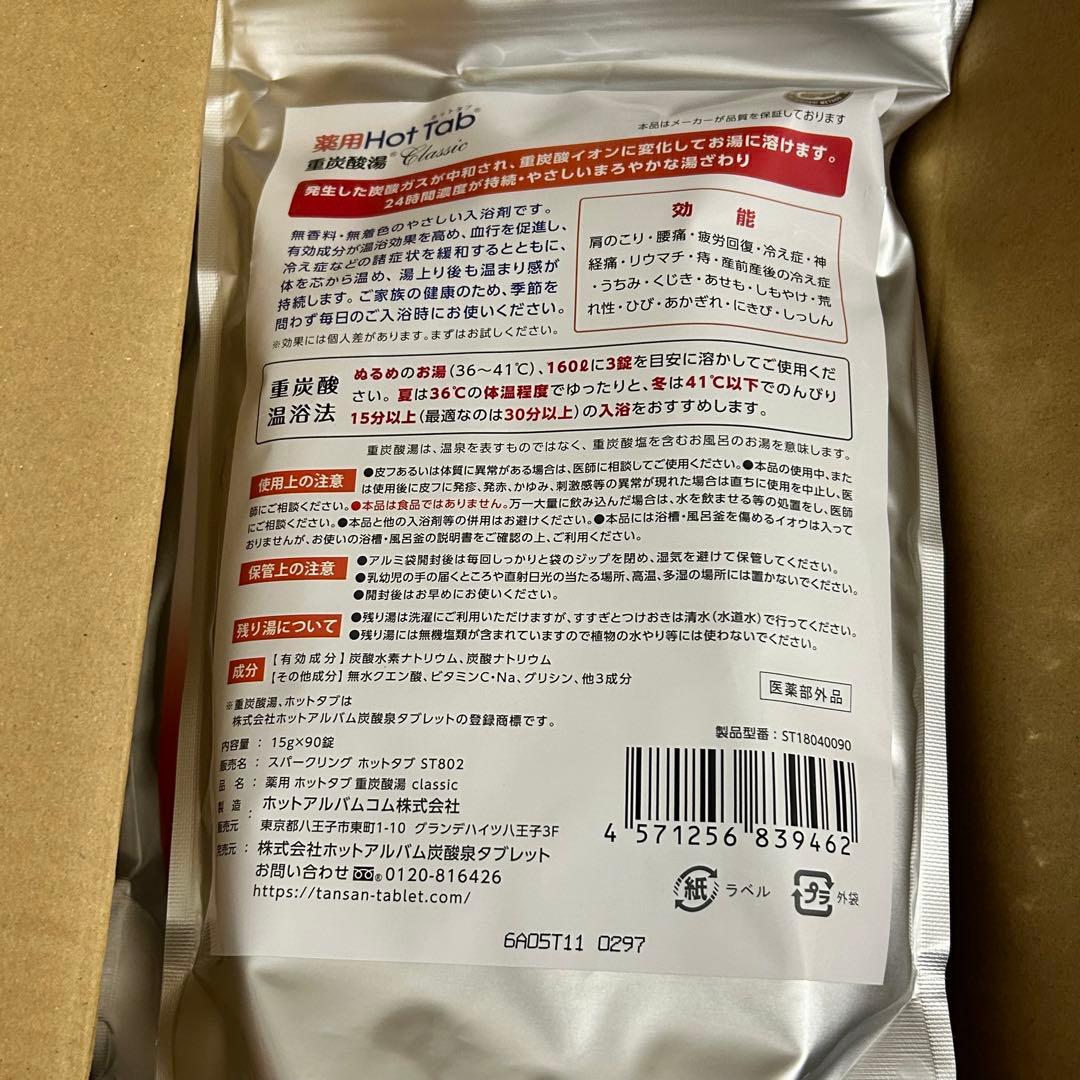 本品はメーカーが品質を保証しております
ホットタブ
薬用Hot Tab®
重炭酸湯® Classic
発生した炭酸ガスが中和され、重炭酸イオンに変化してお湯に溶けます。
24時間濃度が持続・やさしいまろやかな湯ざわり
無香料・無着色のやさしい入浴剤です。
有効成分が温浴効果を高め、血行を促進し、
冷え症などの諸症状を緩和するとともに、
体を芯から温め、湯上り後も温まり感が
持続します。ご家族の健康のため、季節を
問わず毎日のご入浴時にお使いください。
※効果には個人差があります。まずはお試しください。
効能
肩のこり・腰痛・疲労回復・冷え症・神
経痛・リウマチ・痔・産前産後の冷え症
・うちみ・くじき・あせも・しもやけ・荒
れ性・ひび・あかぎれ・にきび・しっしん
重炭酸
温浴法
ぬるめのお湯(36〜41℃)、160ℓに3錠を目安に溶かしてご使用くだ
さい。夏は36℃の体温程度でゆったりと、冬は41℃以下でのんびり
15分以上(最適なのは30分以上)の入浴をおすすめします。
重炭酸湯は、温泉を表すものではなく、重炭酸塩を含むお風呂のお湯を意味します。
使用上の注意
●皮フあるいは体質に異常がある場合は、医師に相談してご使用ください。●本品の使用中、また
は使用後に皮フに発疹、発赤、かゆみ、刺激感等の異常が現れた場合は直ちに使用を中止し、医
師にご相談ください。●本品は食品ではありません。万一大量に飲み込んだ場合は、水を飲ませる等の処置をし、医師
にご相談ください。●本品と他の入浴剤等の併用はお避けください。●本品には浴槽・風呂釜を傷めるイオウは入って
おりませんが、お使いの浴槽・風呂釜の説明書をご確認の上、ご利用ください。
保管上の注意
●アルミ袋開封後は毎回しっかりと袋のジップを閉め、湿気を避けて保管してください。
●乳幼児の手の届くところや直射日光の当たる場所、高温、多湿の場所には置かないでください。
●開封後はお早めにお使いください。
残り湯について
●残り湯は洗濯にご利用いただけますが、すすぎとつけおきは清水(水道水)で行ってください。
●残り湯には無機塩類が含まれていますので植物の水やり等には使わないでください。
成分
【有効成分】炭酸水素ナトリウム、炭酸ナトリウム
【その他成分】無水クエン酸、ビタミンC・Na、グリシン、他3成分
※重炭酸湯、ホットタブは
株式会社ホットアルバム炭酸泉タブレットの登録商標です。
医薬部外品
内容量：15g×90錠
販売名：スパークリング ホットタブ ST802
品名：薬用 ホットタブ 重炭酸湯 classic
製造販売元：ホットアルバムコム株式会社
東京都八王子市東町1-10 グランデハイツ八王子3F
発売元：株式会社ホットアルバム炭酸泉タブレット
お問い合わせ ® 0120-816426
https://tansan-tablet.com/
製品型番：ST18040090
4 571256 839462
紙 ラベル
プラ 外袋
6A05T11 0297